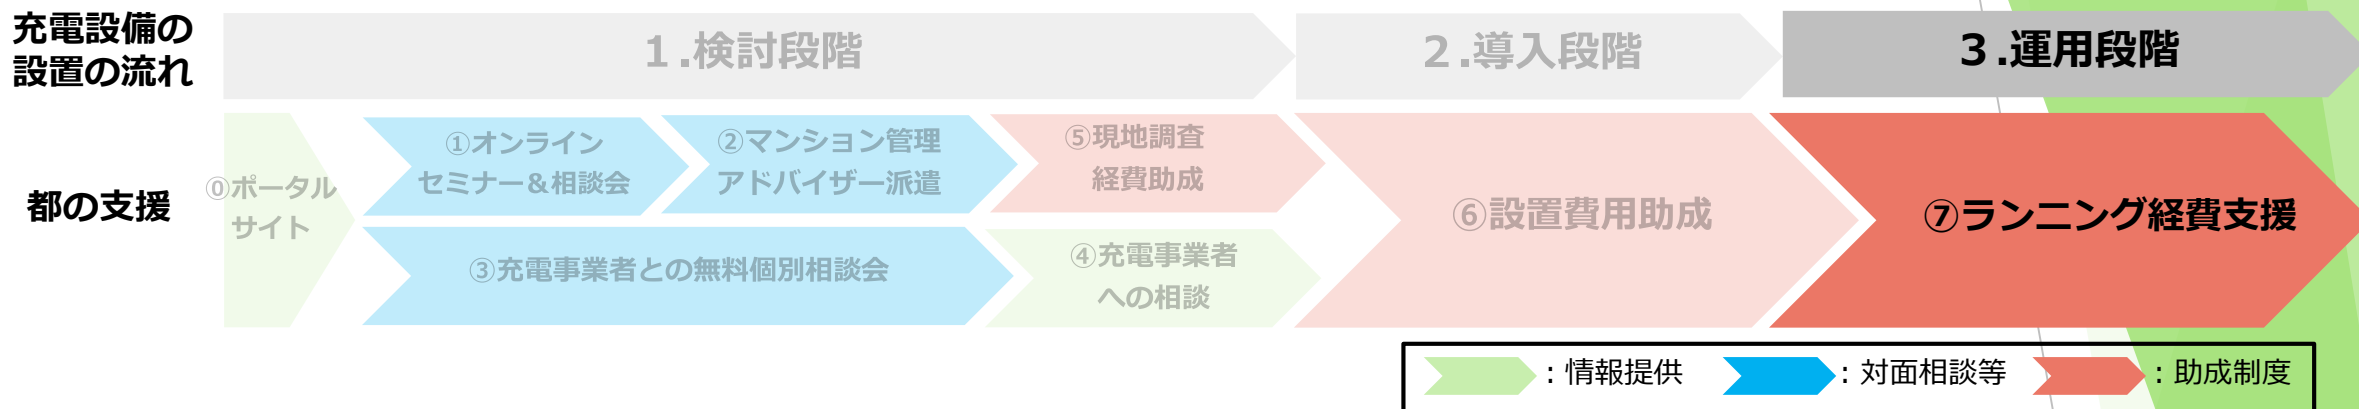 充電設備の
設置の流れ
１.検討段階
２.導入段階
３.運用段階
都の支援
⓪ポータル
サイト
①オンライン
セミナー＆相談会
②マンション管理
アドバイザー派遣
⑤現地調査
経費助成
③充電事業者との無料個別相談会
④充電事業者
への相談
⑥設置費用助成
⑦ランニング経費支援
：情報提供
：対面相談等
：助成制度